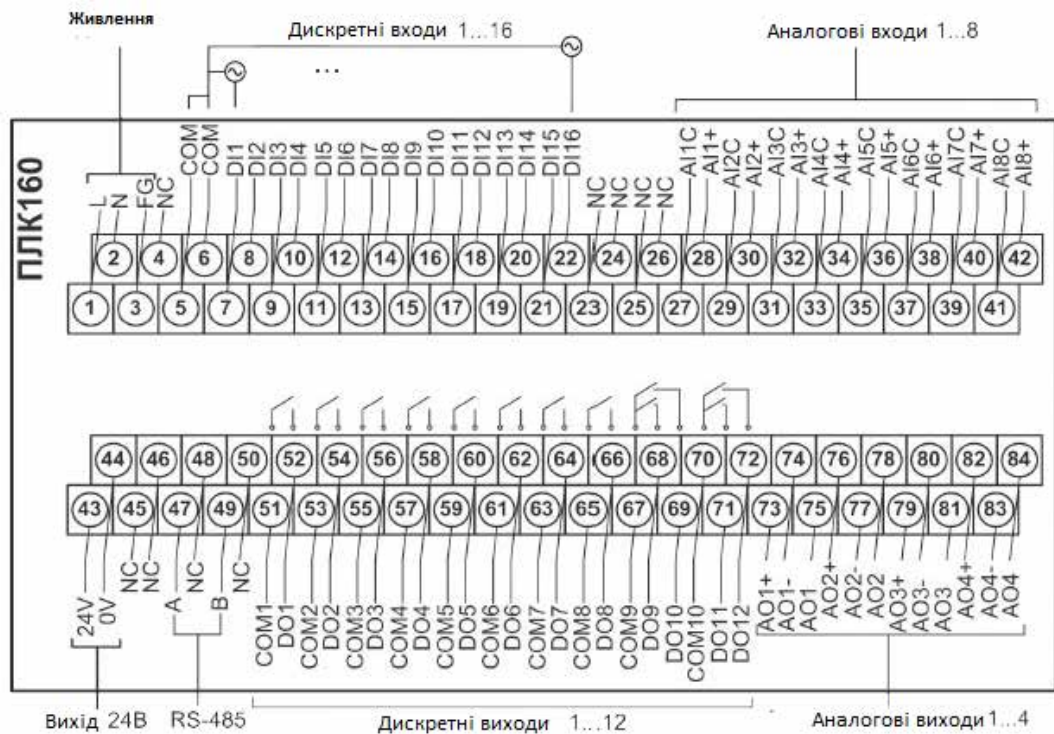 Живлення
Дискретні входи 1...16
Аналогові входи 1...8
...
ПЛК160
L
N
FG
NC
COM
COM
DI1
DI2
DI3
DI4
DI5
DI6
DI7
DI8
DI9
DI10
DI11
DI12
DI13
DI14
DI15
DI16
NC
NC
NC
NC
AI1C
AI1+
AI2C
AI2+
AI3C
AI3+
AI4C
AI4+
AI5C
AI5+
AI6C
AI6+
AI7C
AI7+
AI8C
AI8+
2 4 6 8 10 12 14 16 18 20 22 24 26 28 30 32 34 36 38 40 42
1 3 5 7 9 11 13 15 17 19 21 23 25 27 29 31 33 35 37 39 41
44 46 48 50 52 54 56 58 60 62 64 66 68 70 72 74 76 78 80 82 84
43 45 47 49 51 53 55 57 59 61 63 65 67 69 71 73 75 77 79 81 83
24V
0V
NC
NC
A
NC
B
NC
COM1
DO1
COM2
DO2
COM3
DO3
COM4
DO4
COM5
DO5
COM6
DO6
COM7
DO7
COM8
DO8
COM9
DO9
DO10
COM10
DO11
DO12
AO1+
AO1-
AO1
AO2+
AO2-
AO2
AO3+
AO3-
AO3
AO4+
AO4-
AO4
Вихід 24В
RS-485
Дискретні виходи 1...12
Аналогові виходи 1...4